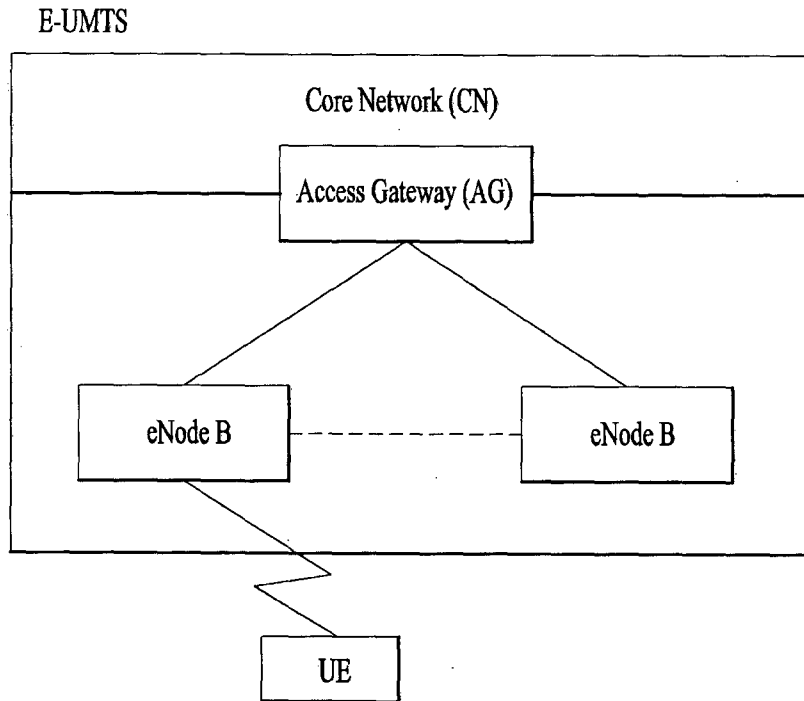 E-UMTS
Core Network (CN)
Access Gateway (AG)
eNode B
eNode B
UE